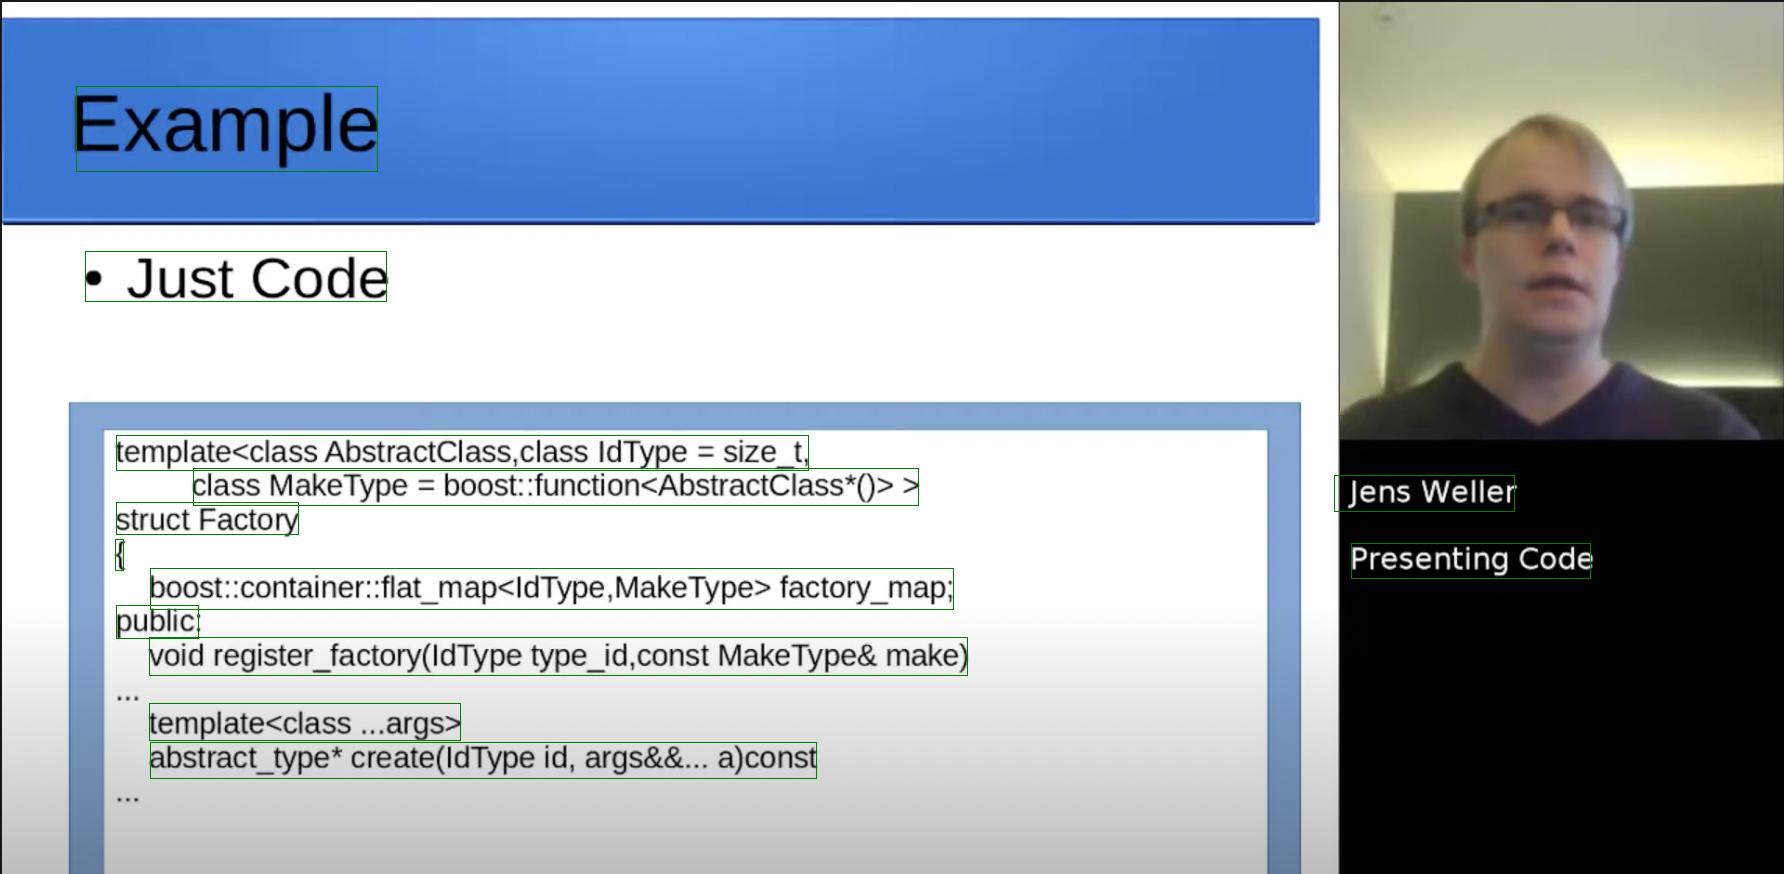 Example
• Just Code
template<class AbstractClass,class IdType = size_t,
class MakeType = boost::function<AbstractClass*()> >
struct Factory
{
boost::container::flat_map<IdType,MakeType> factory_map;
public:
void register_factory(IdType type_id,const MakeType& make)
...
template<class ...args>
abstract_type* create(IdType id, args&&... a)const
...
Jens Weller
Presenting Code